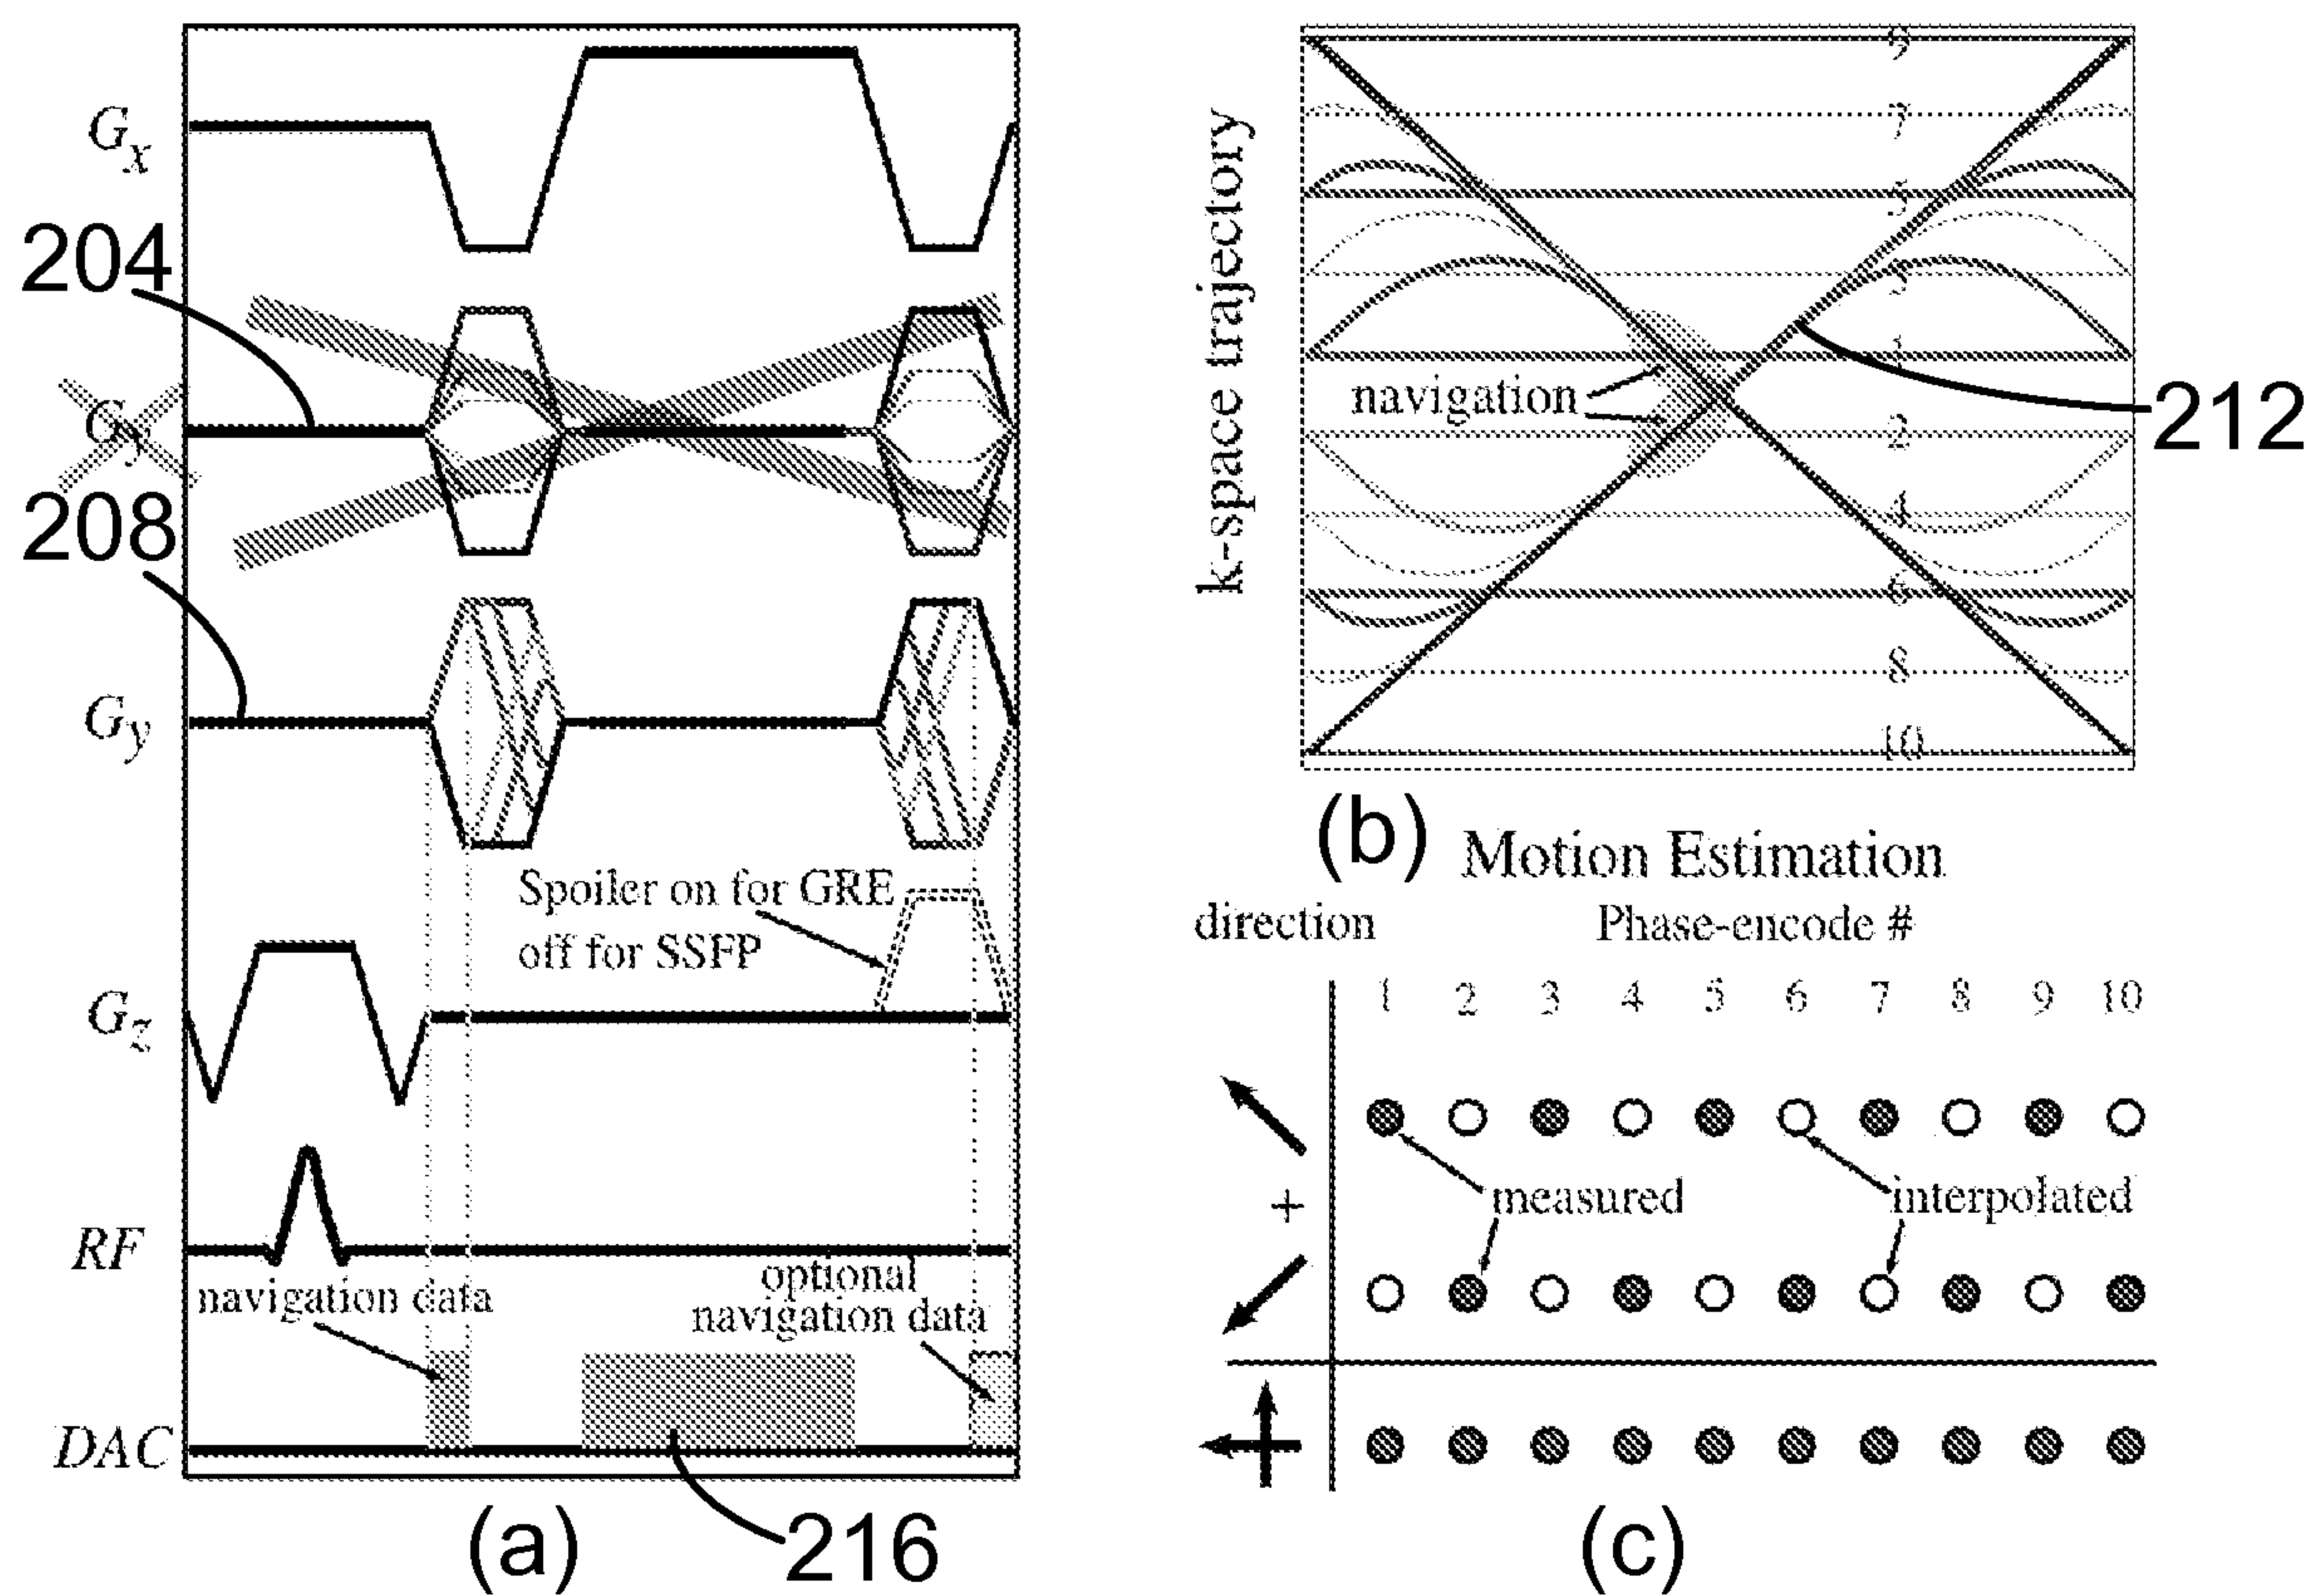 Gx
204
Gy
208
Gy
Spoiler on for GRE
off for SSFP
Gz
RF
navigation data
optional
navigation data
DAC
216
(a)
k-space trajectory
9
7
5
3
1
navigation
2
4
6
8
10
212
(b)
Motion Estimation
direction
Phase-encode #
1 2 3 4 5 6 7 8 9 10
+
measured
interpolated
(c)